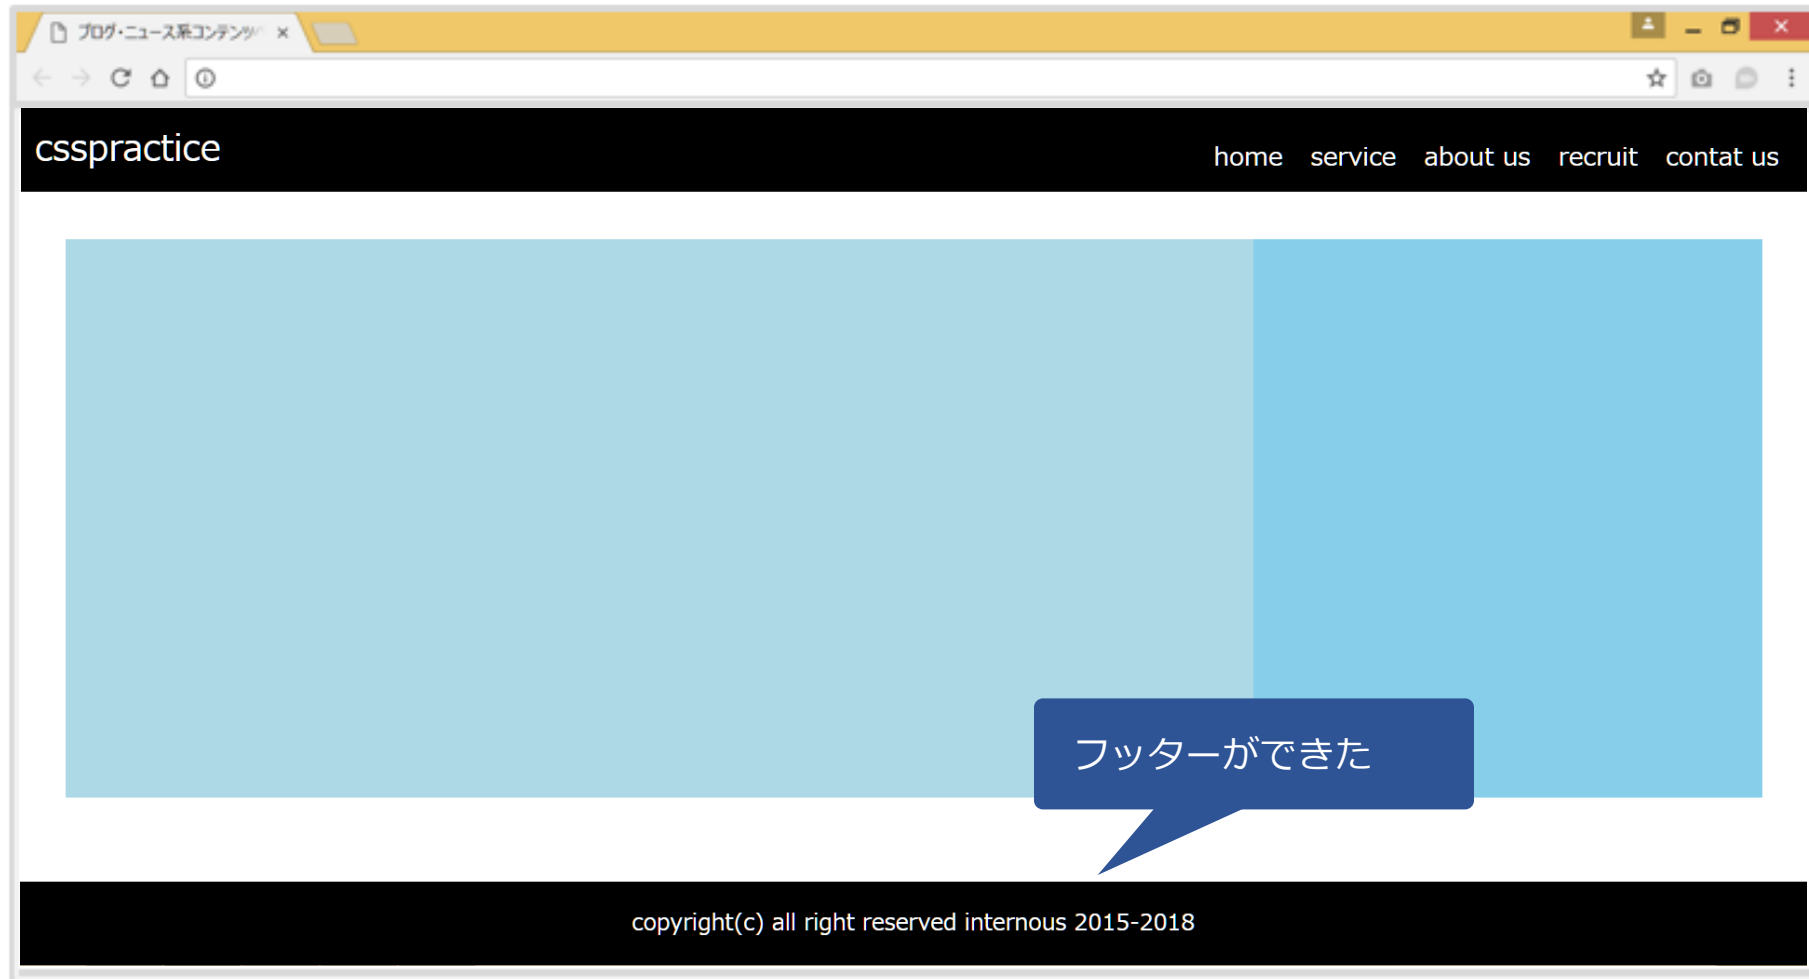 ブログ・ニュース系コンテンツ
csspractice
home service about us recruit contat us
フッターができた
copyright(c) all right reserved internous 2015-2018